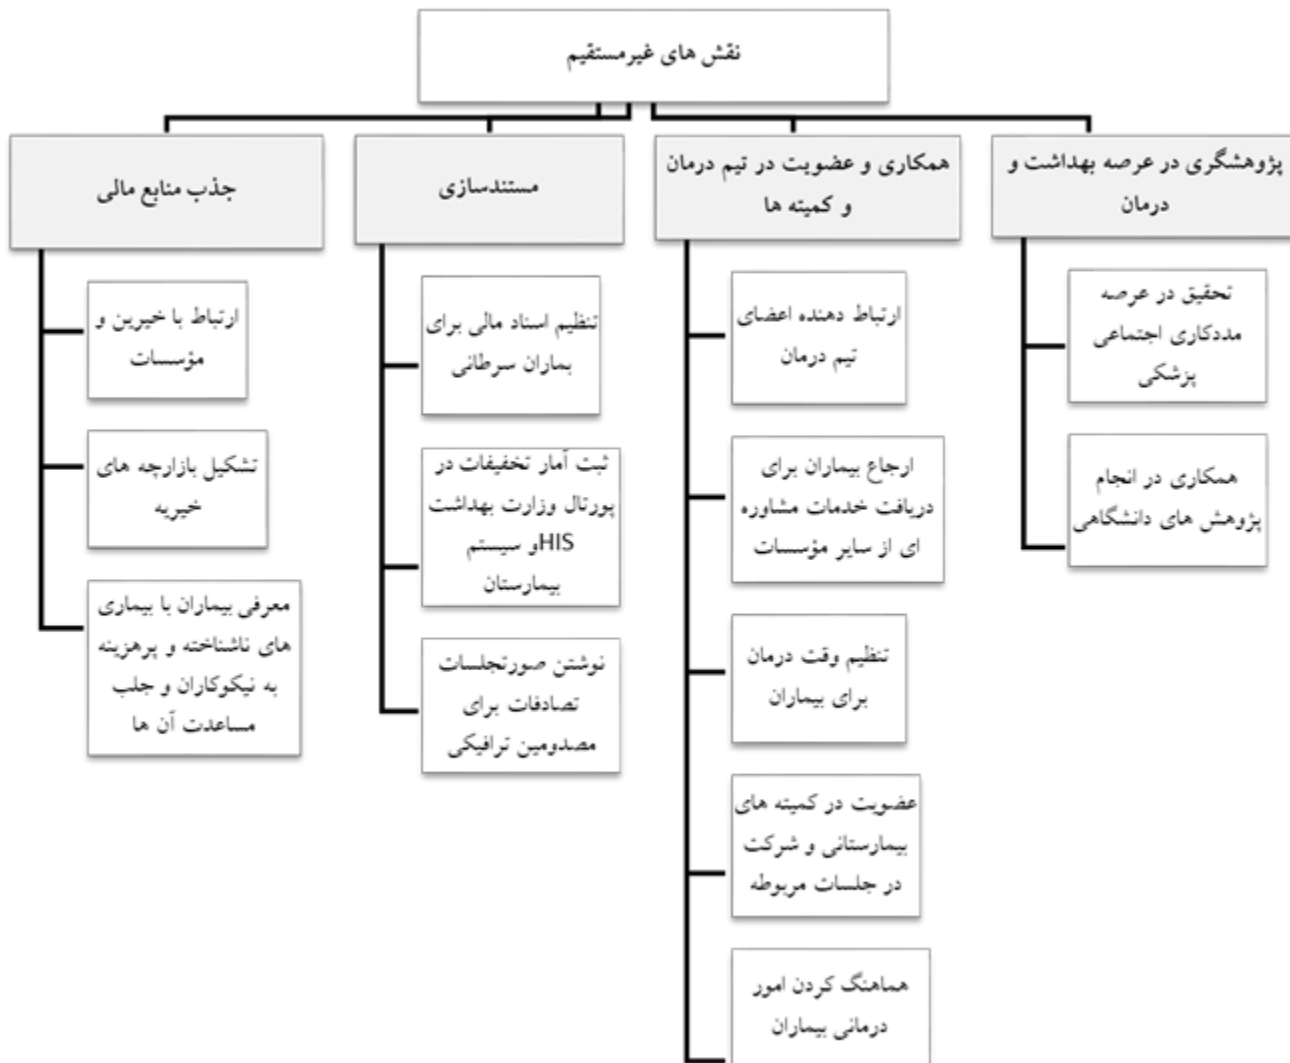 نقش های غیرمستقیم
پژوهشگری در عرصه بهداشت و
درمان
تحقیق در عرصه
مددکاری اجتماعی
پزشکی
همکاری در انجام
پژوهش های دانشگاهی
همکاری و عضویت در تیم درمان
و کمیته ها
ارتباط دهنده اعضای
تیم درمان
ارجاع بیماران برای
دریافت خدمات مشاوره
ای از سایر مؤسسات
تنظیم وقت درمان
برای بیماران
عضویت در کمیته های
بیمارستانی و شرکت
در جلسات مربوطه
هماهنگ کردن امور
درمانی بیماران
مستندسازی
تنظیم اسناد مالی برای
بماران سرطانی
ثبت آمار تخفیفات در
پورتال وزارت بهداشت
HISو سیستم
بیمارستان
نوشتن صورتجلسات
تصادفات برای
مصدومین ترافیکی
جذب منابع مالی
ارتباط با خیرین و
مؤسسات
تشکیل بازارچه های
خیریه
معرفی بیماران با بیماری
های ناشناخته و پرهزینه
به نیکوکاران و جلب
مساعدت آن ها